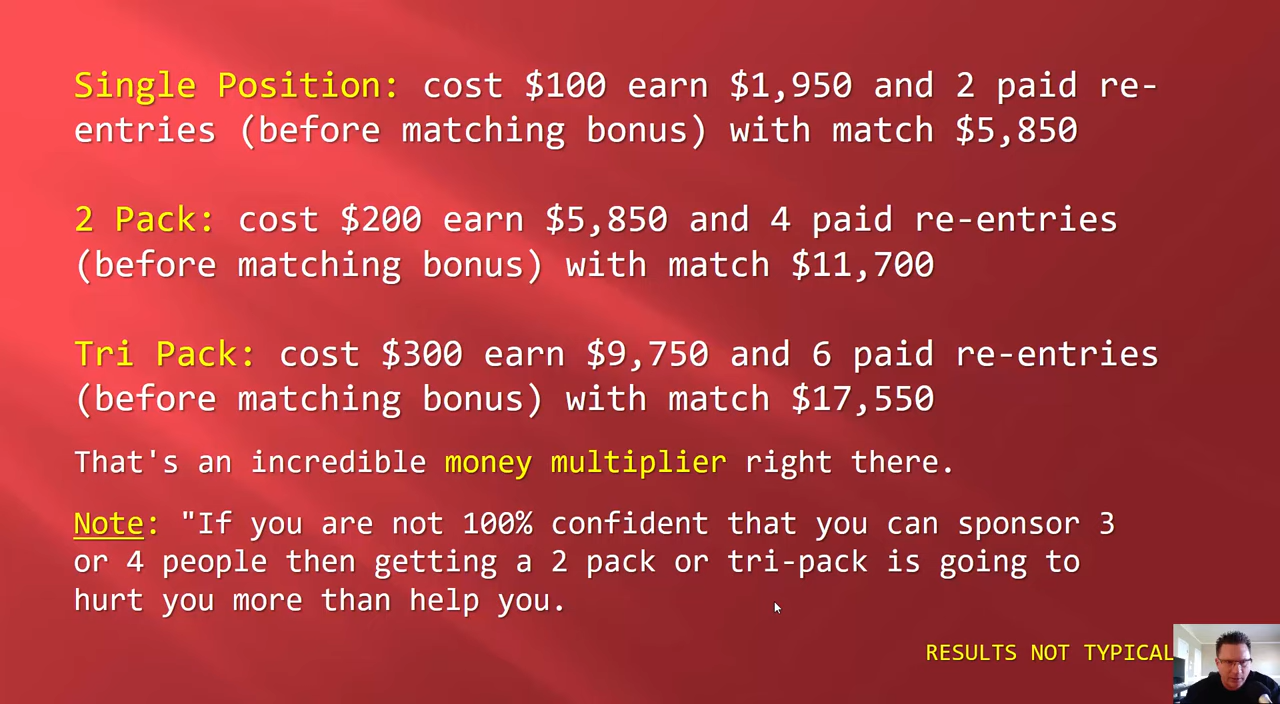 Single Position: cost $100 earn $1,950 and 2 paid re-
entries (before matching bonus) with match $5,850
2 Pack: cost $200 earn $5,850 and 4 paid re-entries
(before matching bonus) with match $11,700
Tri Pack: cost $300 earn $9,750 and 6 paid re-entries
(before matching bonus) with match $17,550
That's an incredible money multiplier right there.
Note: "If you are not 100% confident that you can sponsor 3
or 4 people then getting a 2 pack or tri-pack is going to
hurt you more than help you.
RESULTS NOT TYPICAL